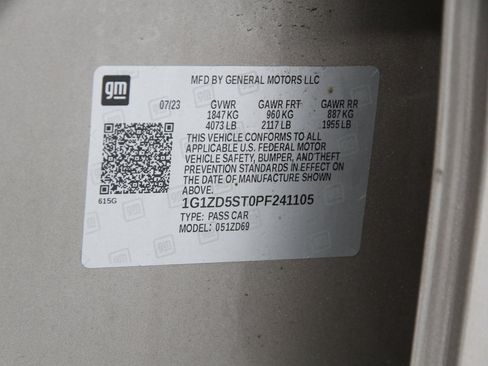 gm
MFD BY GENERAL MOTORS LLC
07/23 GVWR GAWR FRT GAWR RR
1847 KG 960 KG 887 KG
4073 LB 2117 LB 1955 LB
THIS VEHICLE CONFORMS TO ALL
APPLICABLE U.S. FEDERAL MOTOR
VEHICLE SAFETY, BUMPER, AND THEFT
PREVENTION STANDARDS IN EFFECT ON
THE DATE OF MANUFACTURE SHOWN
ABOVE.
615G
1G1ZD5ST0PF241105
TYPE: PASS CAR
MODEL: 051ZD69